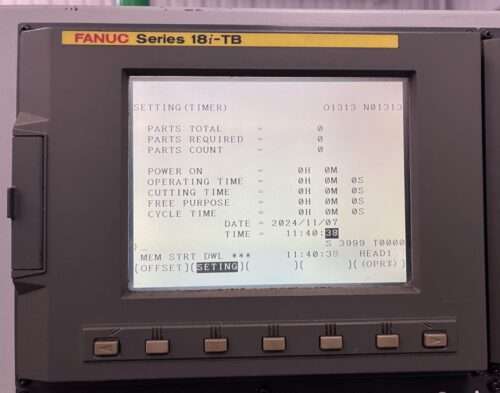 FANUC Series 18i-TB
SETTING(TIMER) O1313 N01313
PARTS TOTAL = 0
PARTS REQUIRED = 0
PARTS COUNT = 0
POWER ON = 0H 0M
OPERATING TIME = 0H 0M 0S
CUTTING TIME = 0H 0M 0S
FREE PURPOSE = 0H 0M 0S
CYCLE TIME = 0H 0M 0S
DATE = 2024/11/07
TIME = 11:40:38
)_
S 3999 T0000
MEM STRT DWL *** 11:40:38 HEAD1
[OFFSET][SETING][ ][ ][(OPRT)]